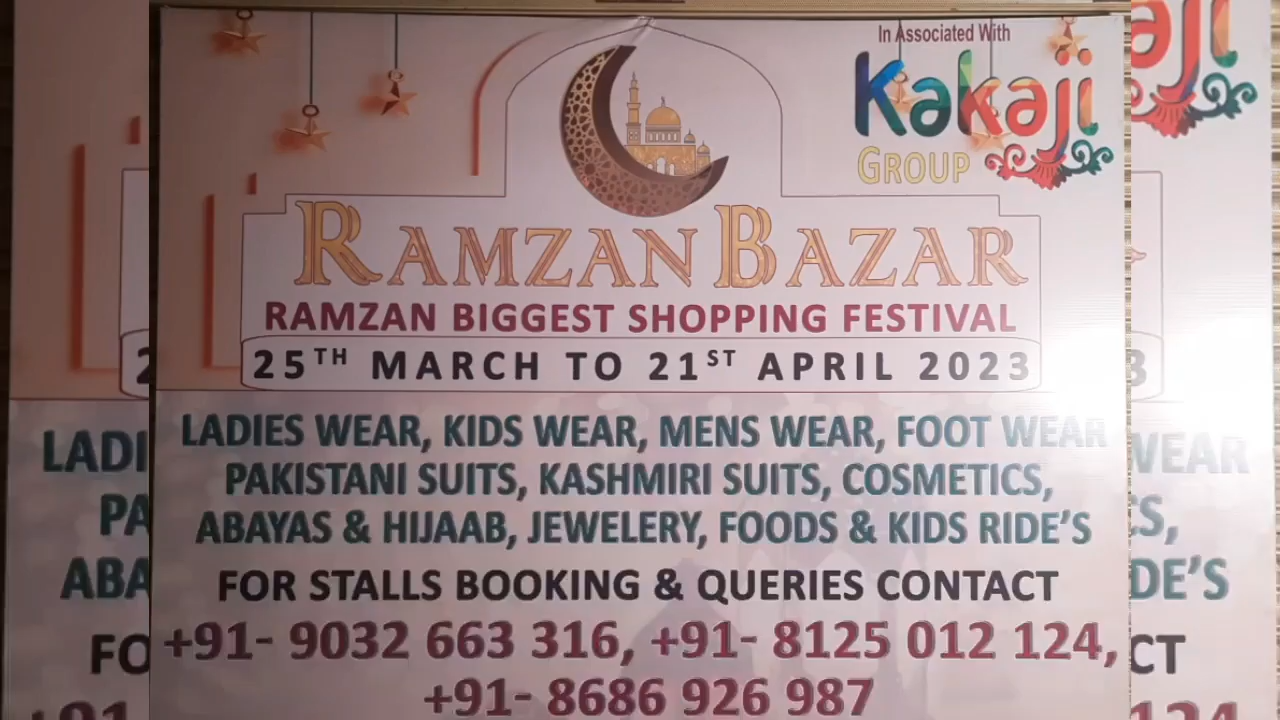 In Associated With
Kakaji
GROUP
RAMZAN BAZAR
RAMZAN BIGGEST SHOPPING FESTIVAL
25TH MARCH TO 21ST APRIL 2023
LADIES WEAR, KIDS WEAR, MENS WEAR, FOOT WEAR
PAKISTANI SUITS, KASHMIRI SUITS, COSMETICS,
ABAYAS & HIJAAB, JEWELERY, FOODS & KIDS RIDE'S
FOR STALLS BOOKING & QUERIES CONTACT
+91- 9032 663 316, +91- 8125 012 124,
+91- 8686 926 987